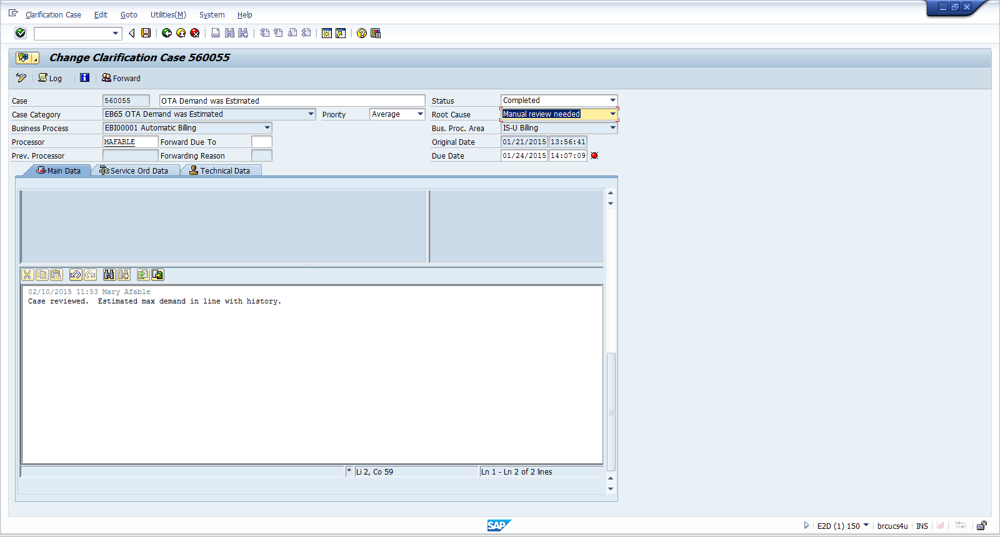 Clarification Case Edit Goto Utilities(M) System Help
Change Clarification Case 560055
Log Forward
Case 560055 OTA Demand was Estimated Status Completed
Case Category EB65 OTA Demand was Estimated Priority Average Root Cause Manual review needed
Business Process EBI00001 Automatic Billing Bus. Proc. Area IS-U Billing
Processor MAFABLE Forward Due To Original Date 01/21/2015 13:56:41
Prev. Processor Forwarding Reason Due Date 01/24/2015 14:07:09
Main Data Service Ord Data Technical Data
02/10/2015 11:53 Mary Afable
Case reviewed.  Estimated max demand in line with history.
* Li 2, Co 59 Ln 1 - Ln 2 of 2 lines
SAP E2D (1) 150 brcucs4u INS